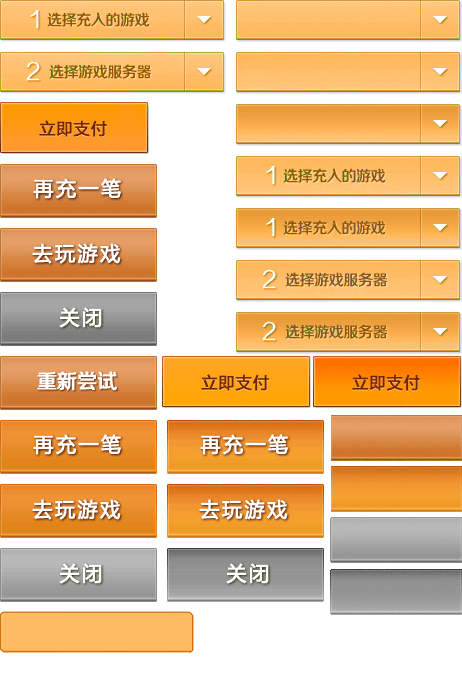 1 选择充入的游戏
2 选择游戏服务器
立即支付
再充一笔
1 选择充入的游戏
去玩游戏
1 选择充入的游戏
2 选择游戏服务器
关闭
2 选择游戏服务器
重新尝试
立即支付
立即支付
再充一笔
再充一笔
去玩游戏
去玩游戏
关闭
关闭